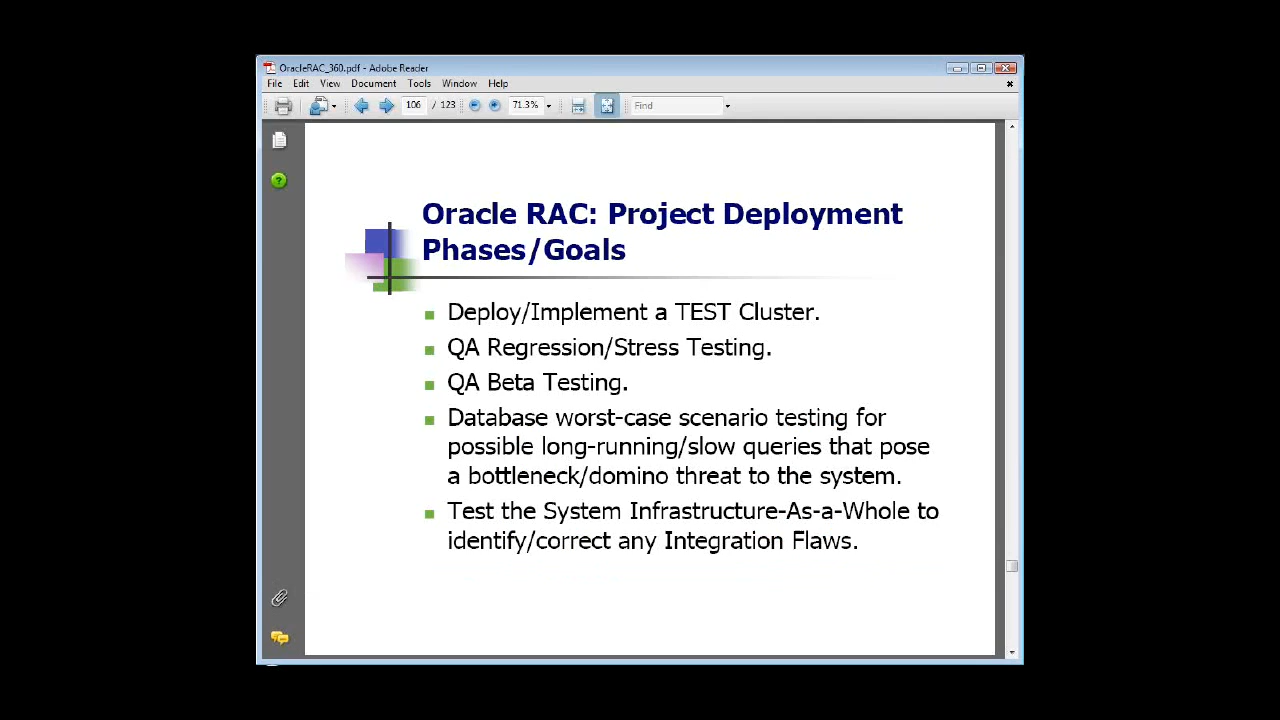 OracleRAC_360.pdf - Adobe Reader
File Edit View Document Tools Window Help
106 / 123 71.3% Find
Oracle RAC: Project Deployment
Phases/Goals
Deploy/Implement a TEST Cluster.
QA Regression/Stress Testing.
QA Beta Testing.
Database worst-case scenario testing for
possible long-running/slow queries that pose
a bottleneck/domino threat to the system.
Test the System Infrastructure-As-a-Whole to
identify/correct any Integration Flaws.